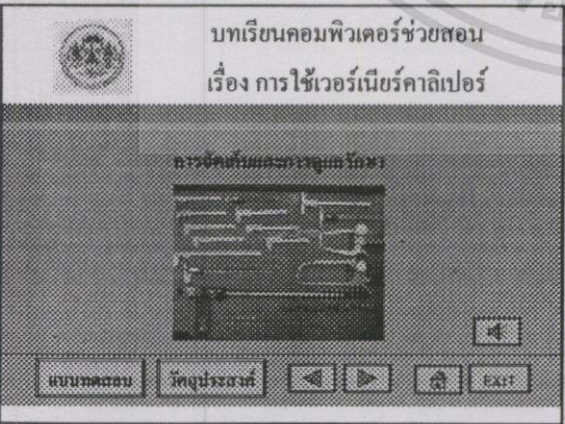 บทเรียนคอมพิวเตอร์ช่วยสอน
เรื่อง การใช้เวอร์เนียร์คาลิเปอร์
การจัดเก็บและการดูแลรักษา
แบบทดสอบ วัตถุประสงค์ EXIT